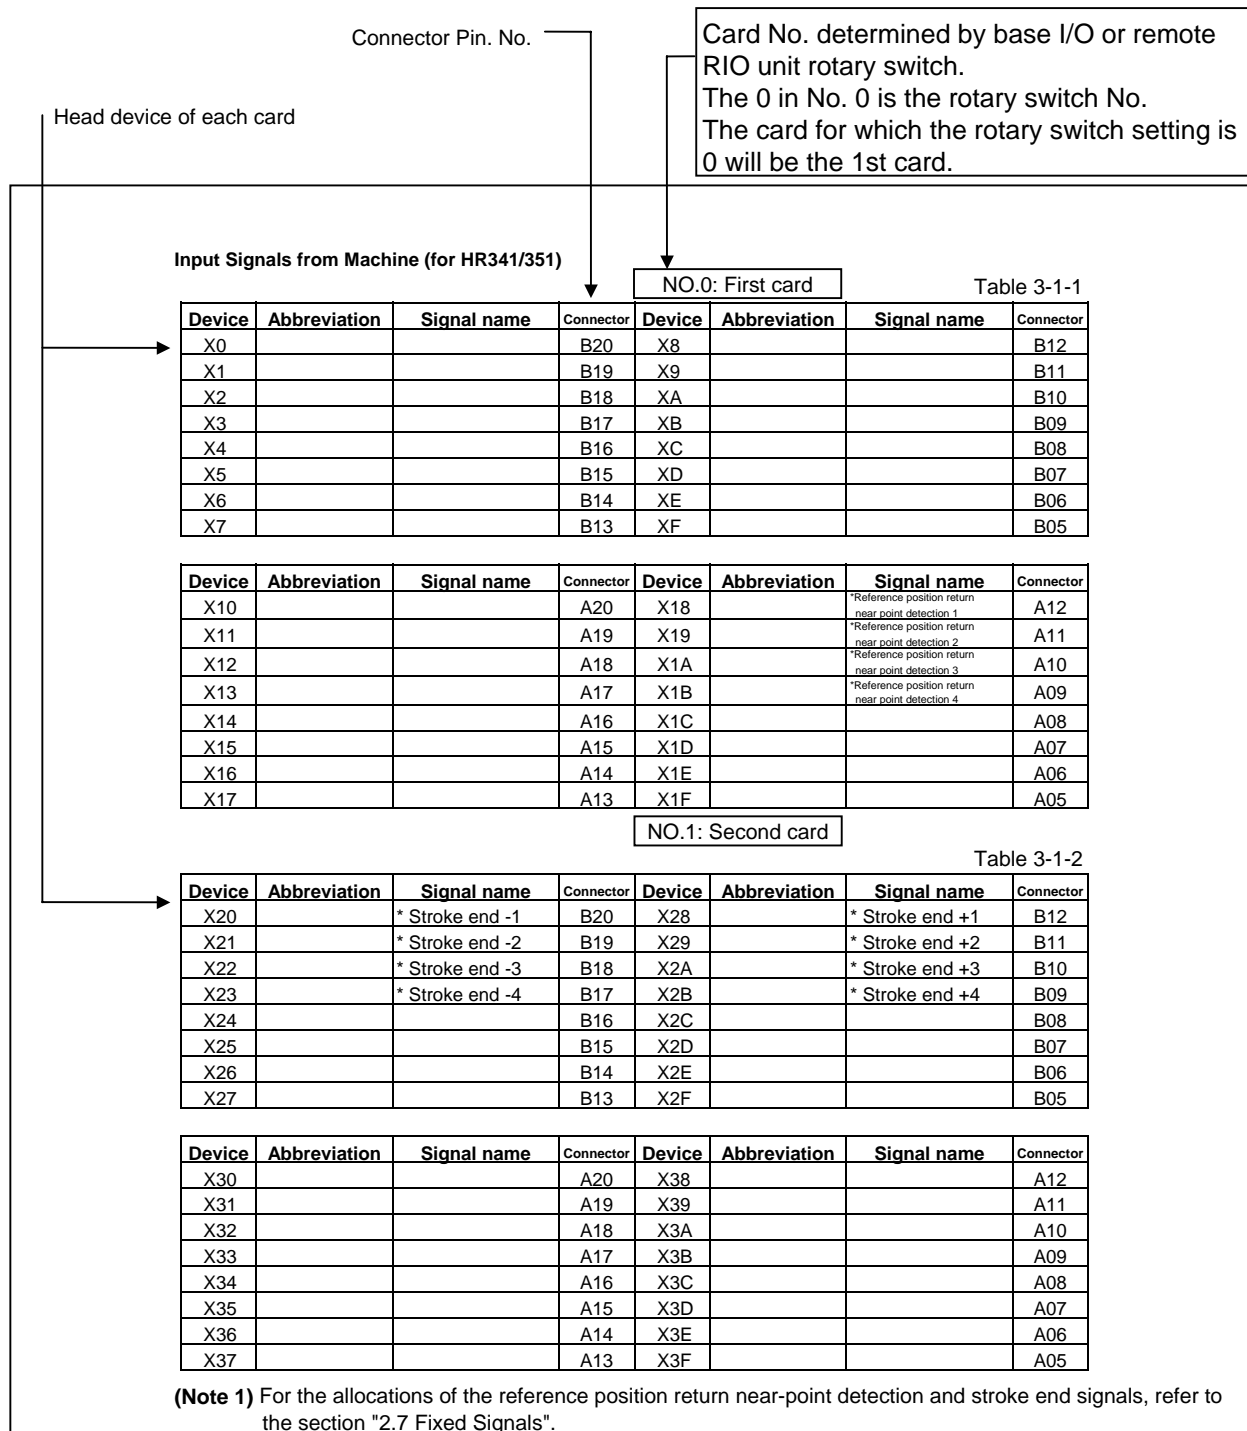 Connector Pin. No.
Card No. determined by base I/O or remote
RIO unit rotary switch.
The 0 in No. 0 is the rotary switch No.
The card for which the rotary switch setting is
0 will be the 1st card.
Head device of each card
Input Signals from Machine (for HR341/351)
NO.0: First card
Table 3-1-1
Device Abbreviation Signal name Connector Device Abbreviation Signal name Connector
X0 B20 X8 B12
X1 B19 X9 B11
X2 B18 XA B10
X3 B17 XB B09
X4 B16 XC B08
X5 B15 XD B07
X6 B14 XE B06
X7 B13 XF B05
Device Abbreviation Signal name Connector Device Abbreviation Signal name Connector
X10 A20 X18 *Reference position return near point detection 1 A12
X11 A19 X19 *Reference position return near point detection 2 A11
X12 A18 X1A *Reference position return near point detection 3 A10
X13 A17 X1B *Reference position return near point detection 4 A09
X14 A16 X1C A08
X15 A15 X1D A07
X16 A14 X1E A06
X17 A13 X1F A05
NO.1: Second card
Table 3-1-2
Device Abbreviation Signal name Connector Device Abbreviation Signal name Connector
X20 * Stroke end -1 B20 X28 * Stroke end +1 B12
X21 * Stroke end -2 B19 X29 * Stroke end +2 B11
X22 * Stroke end -3 B18 X2A * Stroke end +3 B10
X23 * Stroke end -4 B17 X2B * Stroke end +4 B09
X24 B16 X2C B08
X25 B15 X2D B07
X26 B14 X2E B06
X27 B13 X2F B05
Device Abbreviation Signal name Connector Device Abbreviation Signal name Connector
X30 A20 X38 A12
X31 A19 X39 A11
X32 A18 X3A A10
X33 A17 X3B A09
X34 A16 X3C A08
X35 A15 X3D A07
X36 A14 X3E A06
X37 A13 X3F A05
(Note 1) For the allocations of the reference position return near-point detection and stroke end signals, refer to
the section "2.7 Fixed Signals".